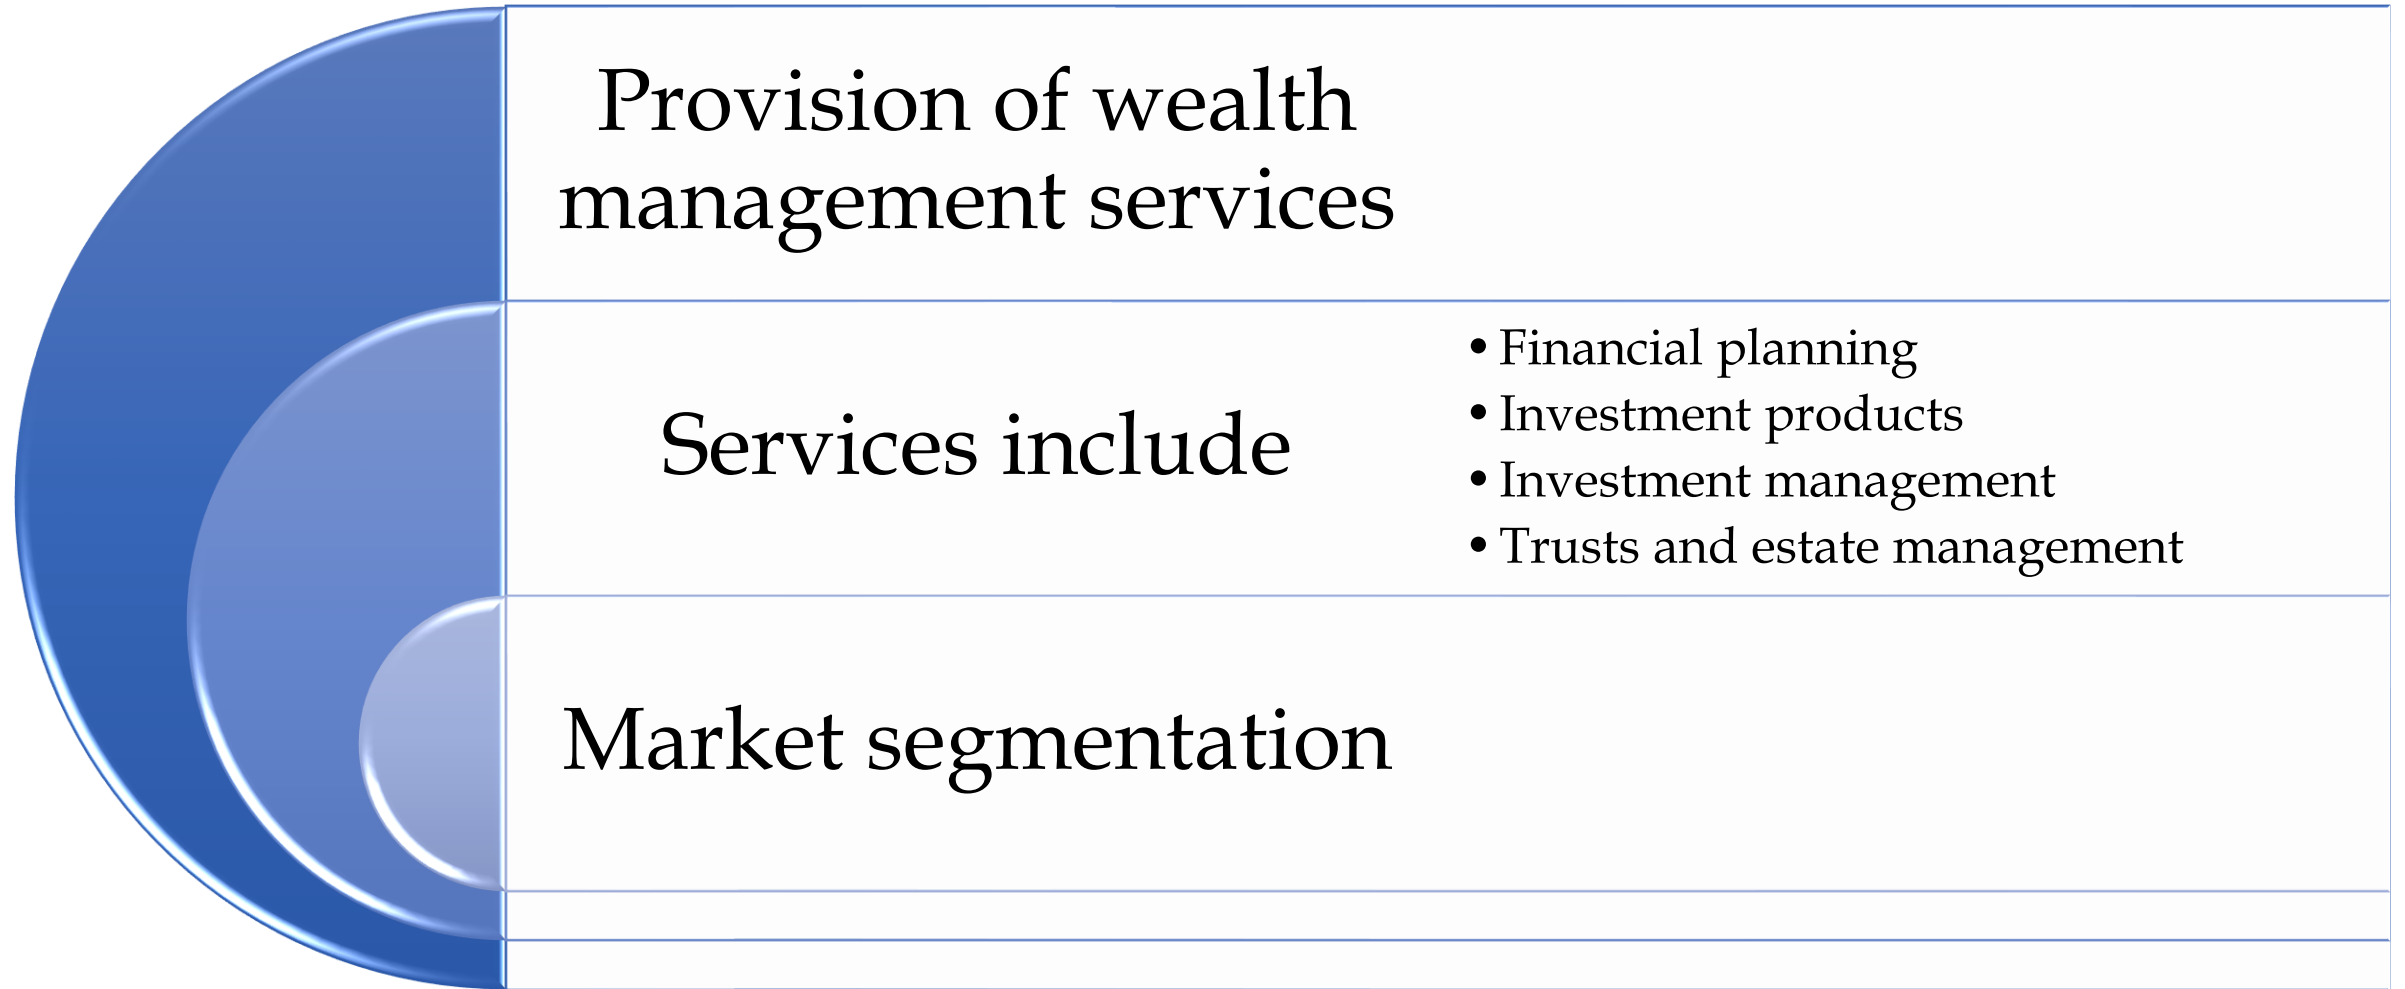 Provision of wealth
management services
Services include
• Financial planning
• Investment products
• Investment management
• Trusts and estate management
Market segmentation